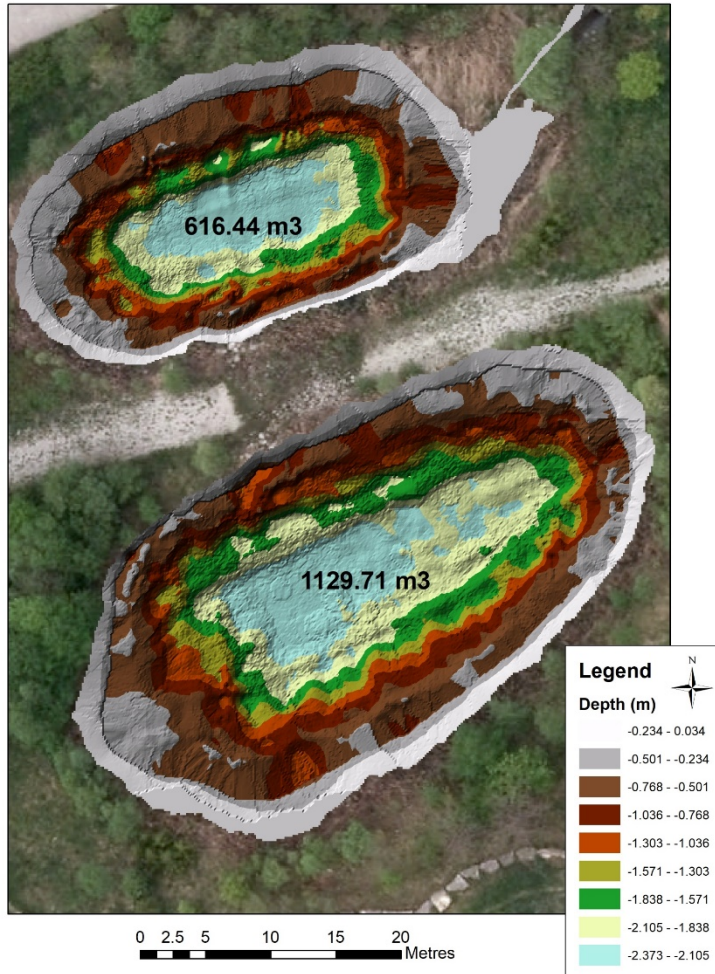 616.44 m3
1129.71 m3
Legend
N
Depth (m)
-0.234 - 0.034
-0.501 - -0.234
-0.768 - -0.501
-1.036 - -0.768
-1.303 - -1.036
-1.571 - -1.303
-1.838 - -1.571
-2.105 - -1.838
-2.373 - -2.105
0 2.5 5 10 15 20
Metres